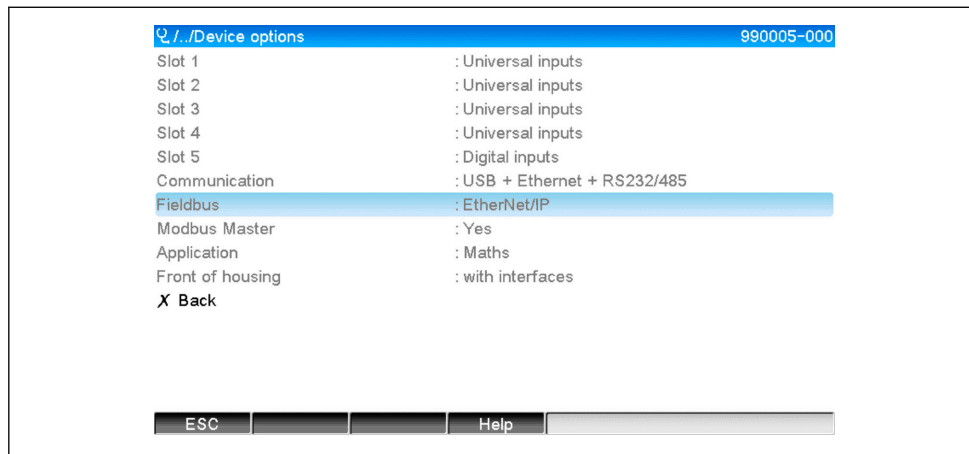 /../Device options 990005-000
Slot 1 : Universal inputs
Slot 2 : Universal inputs
Slot 3 : Universal inputs
Slot 4 : Universal inputs
Slot 5 : Digital inputs
Communication : USB + Ethernet + RS232/485
Fieldbus : EtherNet/IP
Modbus Master : Yes
Application : Maths
Front of housing : with interfaces
X Back
ESC Help